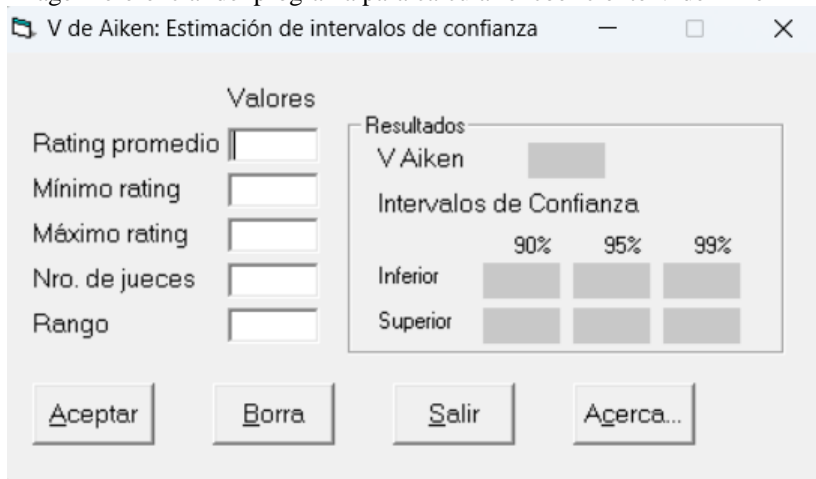 V de Aiken: Estimación de intervalos de confianza
Valores
Rating promedio
Mínimo rating
Máximo rating
Nro. de jueces
Rango
Resultados
V Aiken
Intervalos de Confianza
90% 95% 99%
Inferior
Superior
Aceptar Borra Salir Acerca...